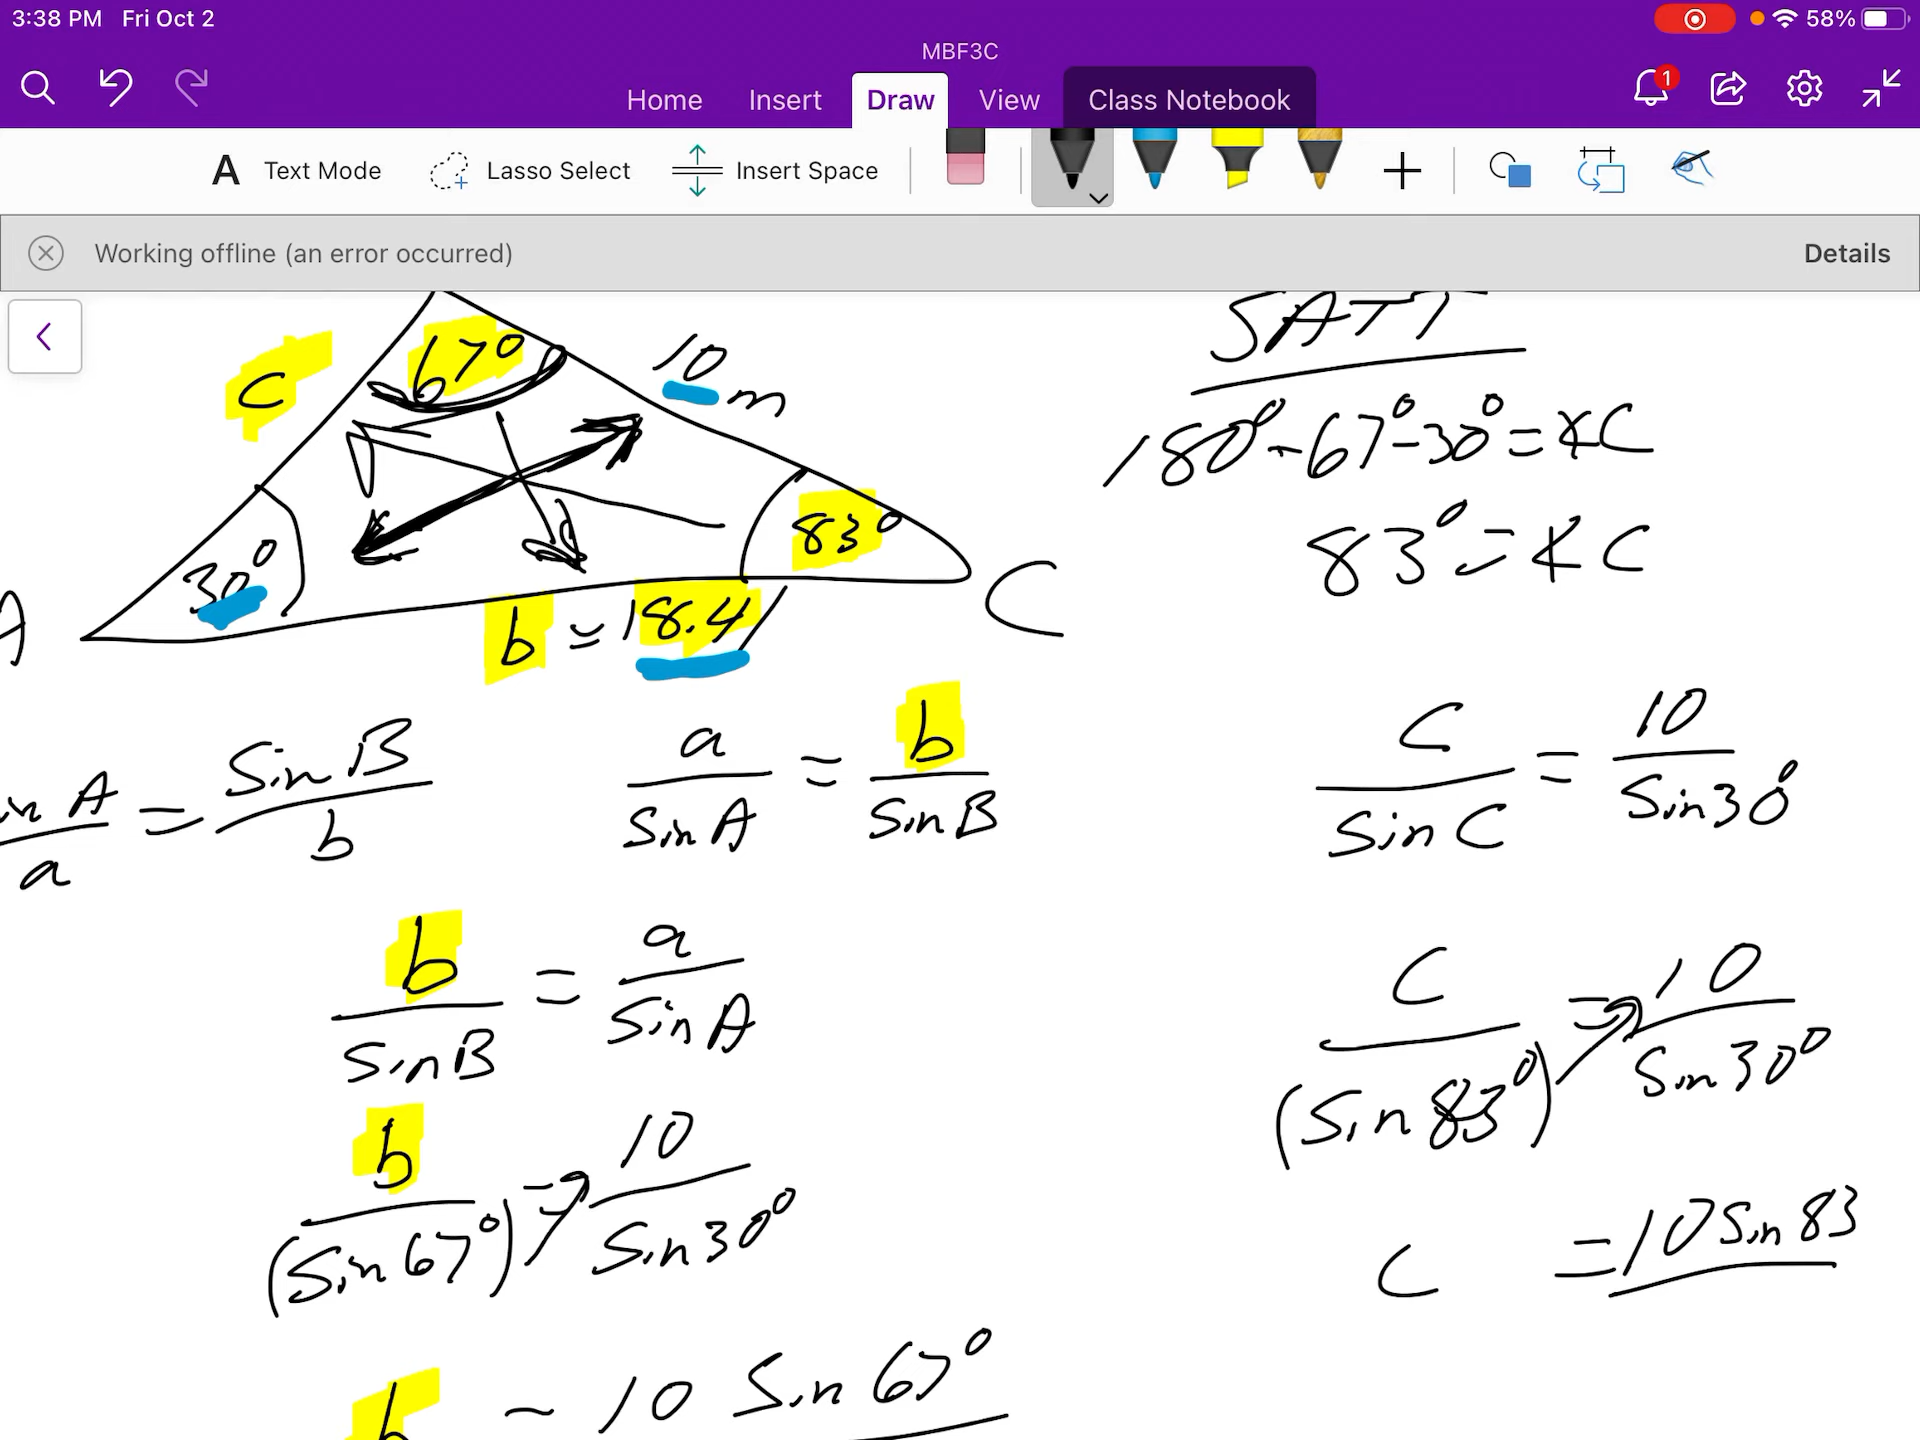 3:38 PM Fri Oct 2
58%
MBF3C
Home Insert Draw View Class Notebook
1
A Text Mode Lasso Select Insert Space
Working offline (an error occurred)
Details
SATT
c 67° 10 m
180° - 67° - 30° = ∡C
30° 83°
83° = ∡C
A C
b = 18.4
sin A / a = Sin B / b
a / sin A = b / sin B
C / sin C = 10 / sin 30°
b / sin B = a / sin A
C / (sin 83°) = 10 / sin 30°
b / (sin 67°) = 10 / sin 30°
C = 10 sin 83
b = 10 sin 67°